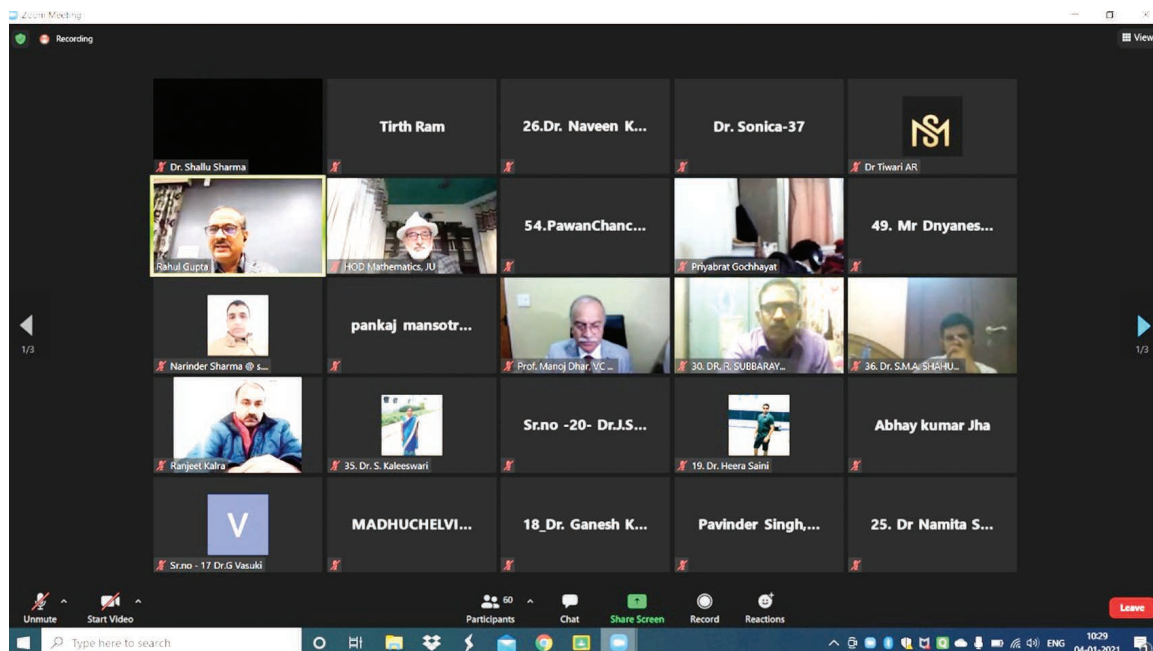 Zoom Meeting
Recording
View
Dr. Shallu Sharma
Tirth Ram
26.Dr. Naveen K...
Dr. Sonica-37
Dr Tiwari AR
Rahul Gupta
HOD Mathematics, JU
54.PawanChanc...
Priyabrat Gochhayat
49. Mr Dnyanes...
Narinder Sharma @ s...
pankaj mansotr...
Prof. Manoj Dhar, VC ...
30. DR. R. SUBBARAY...
36. Dr. S.M.A. SHAHU...
Ranjeet Kalra
35. Dr. S. Kaleeswari
Sr.no -20- Dr.J.S...
19. Dr. Heera Saini
Abhay kumar Jha
V
Sr.no - 17 Dr.G Vasuki
MADHUCHELVI...
18_Dr. Ganesh K...
Pavinder Singh,...
25. Dr Namita S...
1/3
1/3
Unmute
Start Video
Participants
60
Chat
Share Screen
Record
Reactions
Leave
Type here to search
ENG
10:29
04-01-2021